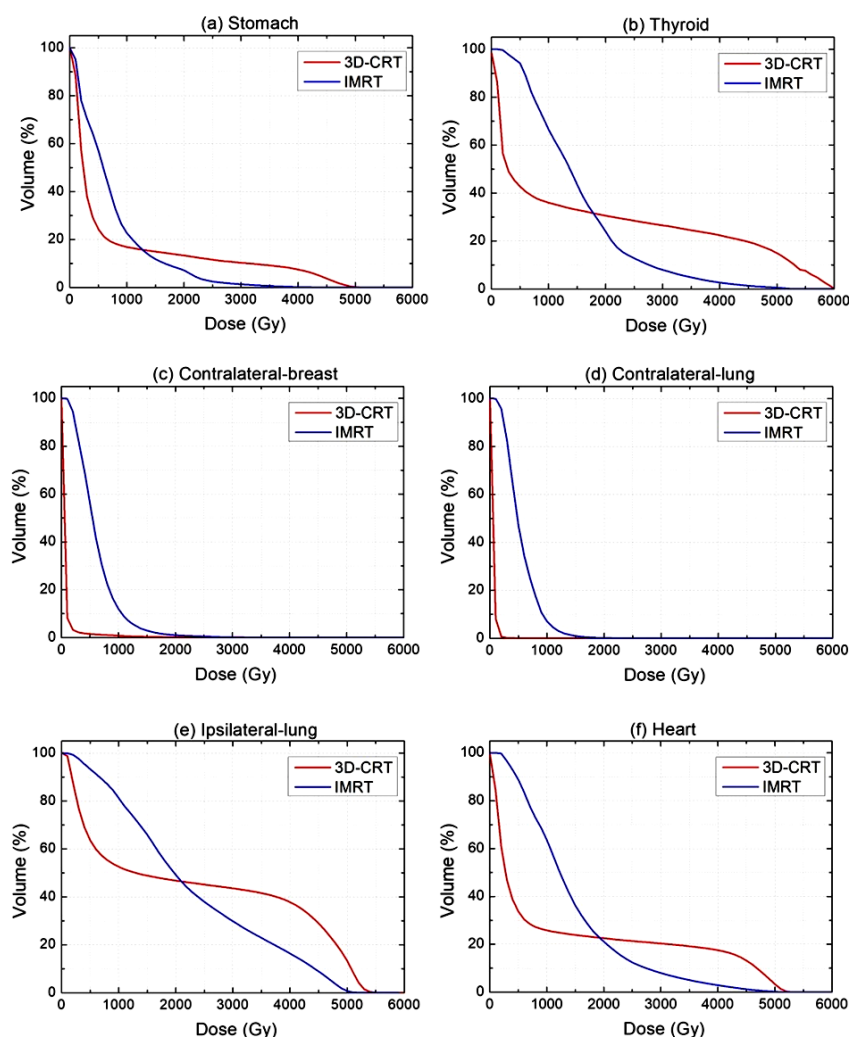 (a) Stomach
3D-CRT
IMRT
Volume (%)
100
80
60
40
20
0
0 1000 2000 3000 4000 5000 6000
Dose (Gy)
(b) Thyroid
3D-CRT
IMRT
Volume (%)
100
80
60
40
20
0
0 1000 2000 3000 4000 5000 6000
Dose (Gy)
(c) Contralateral-breast
3D-CRT
IMRT
Volume (%)
100
80
60
40
20
0
0 1000 2000 3000 4000 5000 6000
Dose (Gy)
(d) Contralateral-lung
3D-CRT
IMRT
Volume (%)
100
80
60
40
20
0
0 1000 2000 3000 4000 5000 6000
Dose (Gy)
(e) Ipsilateral-lung
3D-CRT
IMRT
Volume (%)
100
80
60
40
20
0
0 1000 2000 3000 4000 5000 6000
Dose (Gy)
(f) Heart
3D-CRT
IMRT
Volume (%)
100
80
60
40
20
0
0 1000 2000 3000 4000 5000 6000
Dose (Gy)